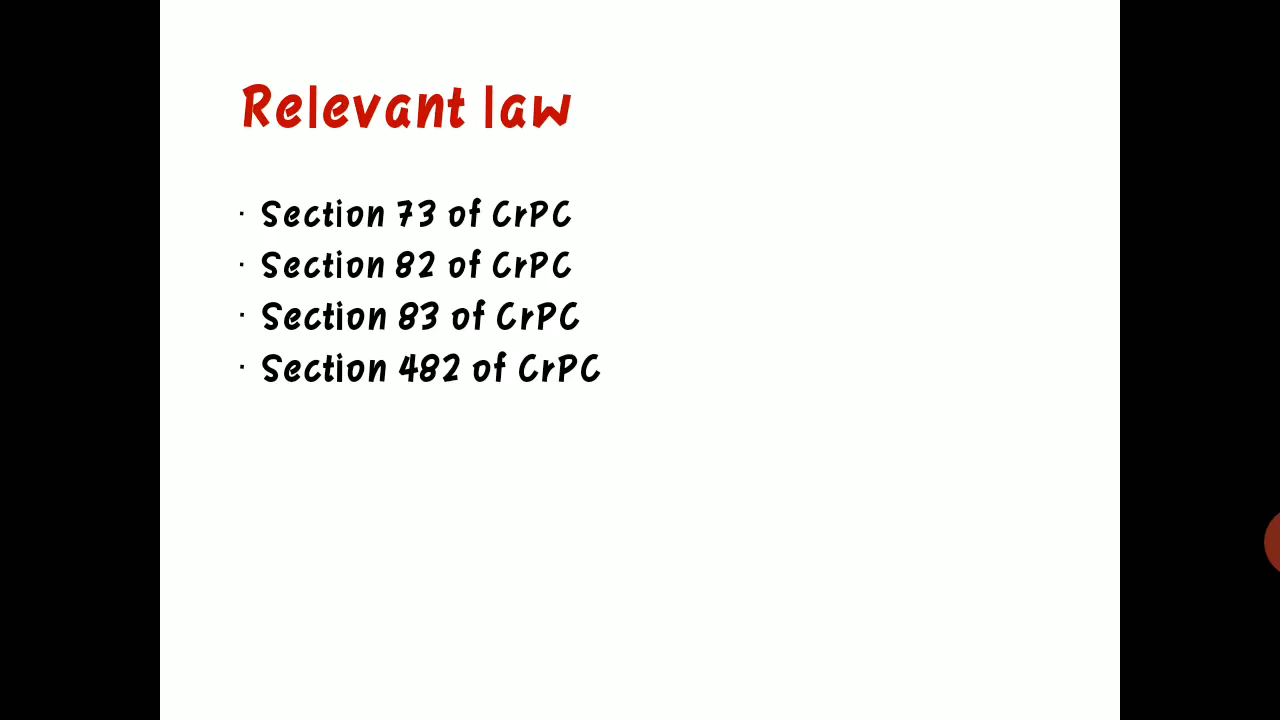 Relevant law
· Section 73 of CrPC
· Section 82 of CrPC
· Section 83 of CrPC
· Section 482 of CrPC